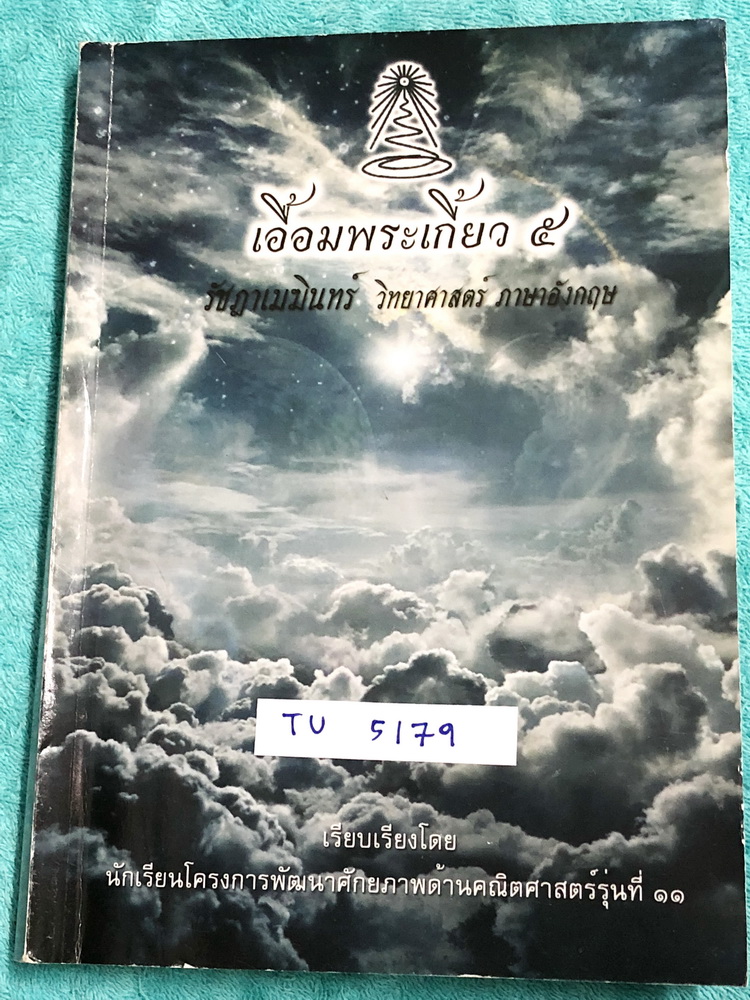 เอื้อมพระเกี้ยว ๕
รัชฎาเมฆินทร์ วิทยาศาสตร์ ภาษาอังกฤษ
TU 5179
เรียบเรียงโดย
นักเรียนโครงการพัฒนาศักยภาพด้านคณิตศาสตร์รุ่นที่ ๑๑